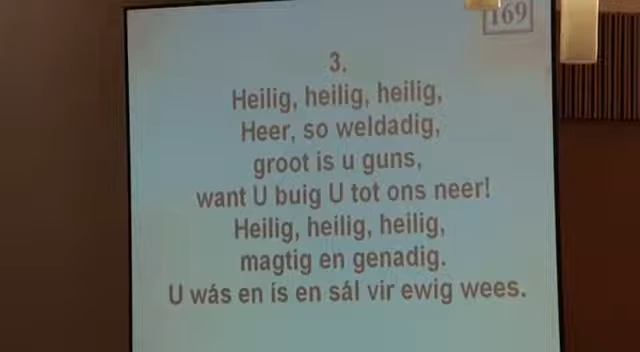 169
3.
Heilig, heilig, heilig,
Heer, so weldadig,
groot is u guns,
want U buig U tot ons neer!
Heilig, heilig, heilig,
magtig en genadig.
U wás en ís en sál vir ewig wees.